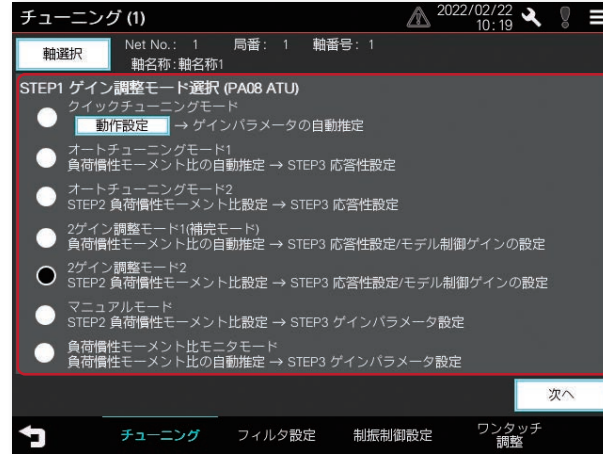 チューニング (1)
2022/02/22
10:19
軸選択
Net No.: 1 局番: 1 軸番号: 1
軸名称:軸名称1
STEP1 ゲイン調整モード選択 (PA08 ATU)
クイックチューニングモード
動作設定 → ゲインパラメータの自動推定
オートチューニングモード1
負荷慣性モーメント比の自動推定 → STEP3 応答性設定
オートチューニングモード2
STEP2 負荷慣性モーメント比設定 → STEP3 応答性設定
2ゲイン調整モード1(補完モード)
負荷慣性モーメント比の自動推定 → STEP3 応答性設定/モデル制御ゲインの設定
2ゲイン調整モード2
STEP2 負荷慣性モーメント比設定 → STEP3 応答性設定/モデル制御ゲインの設定
マニュアルモード
STEP2 負荷慣性モーメント比設定 → STEP3 ゲインパラメータ設定
負荷慣性モーメント比モニタモード
負荷慣性モーメント比の自動推定 → STEP3 ゲインパラメータ設定
次へ
チューニング フィルタ設定 制振制御設定 ワンタッチ
調整